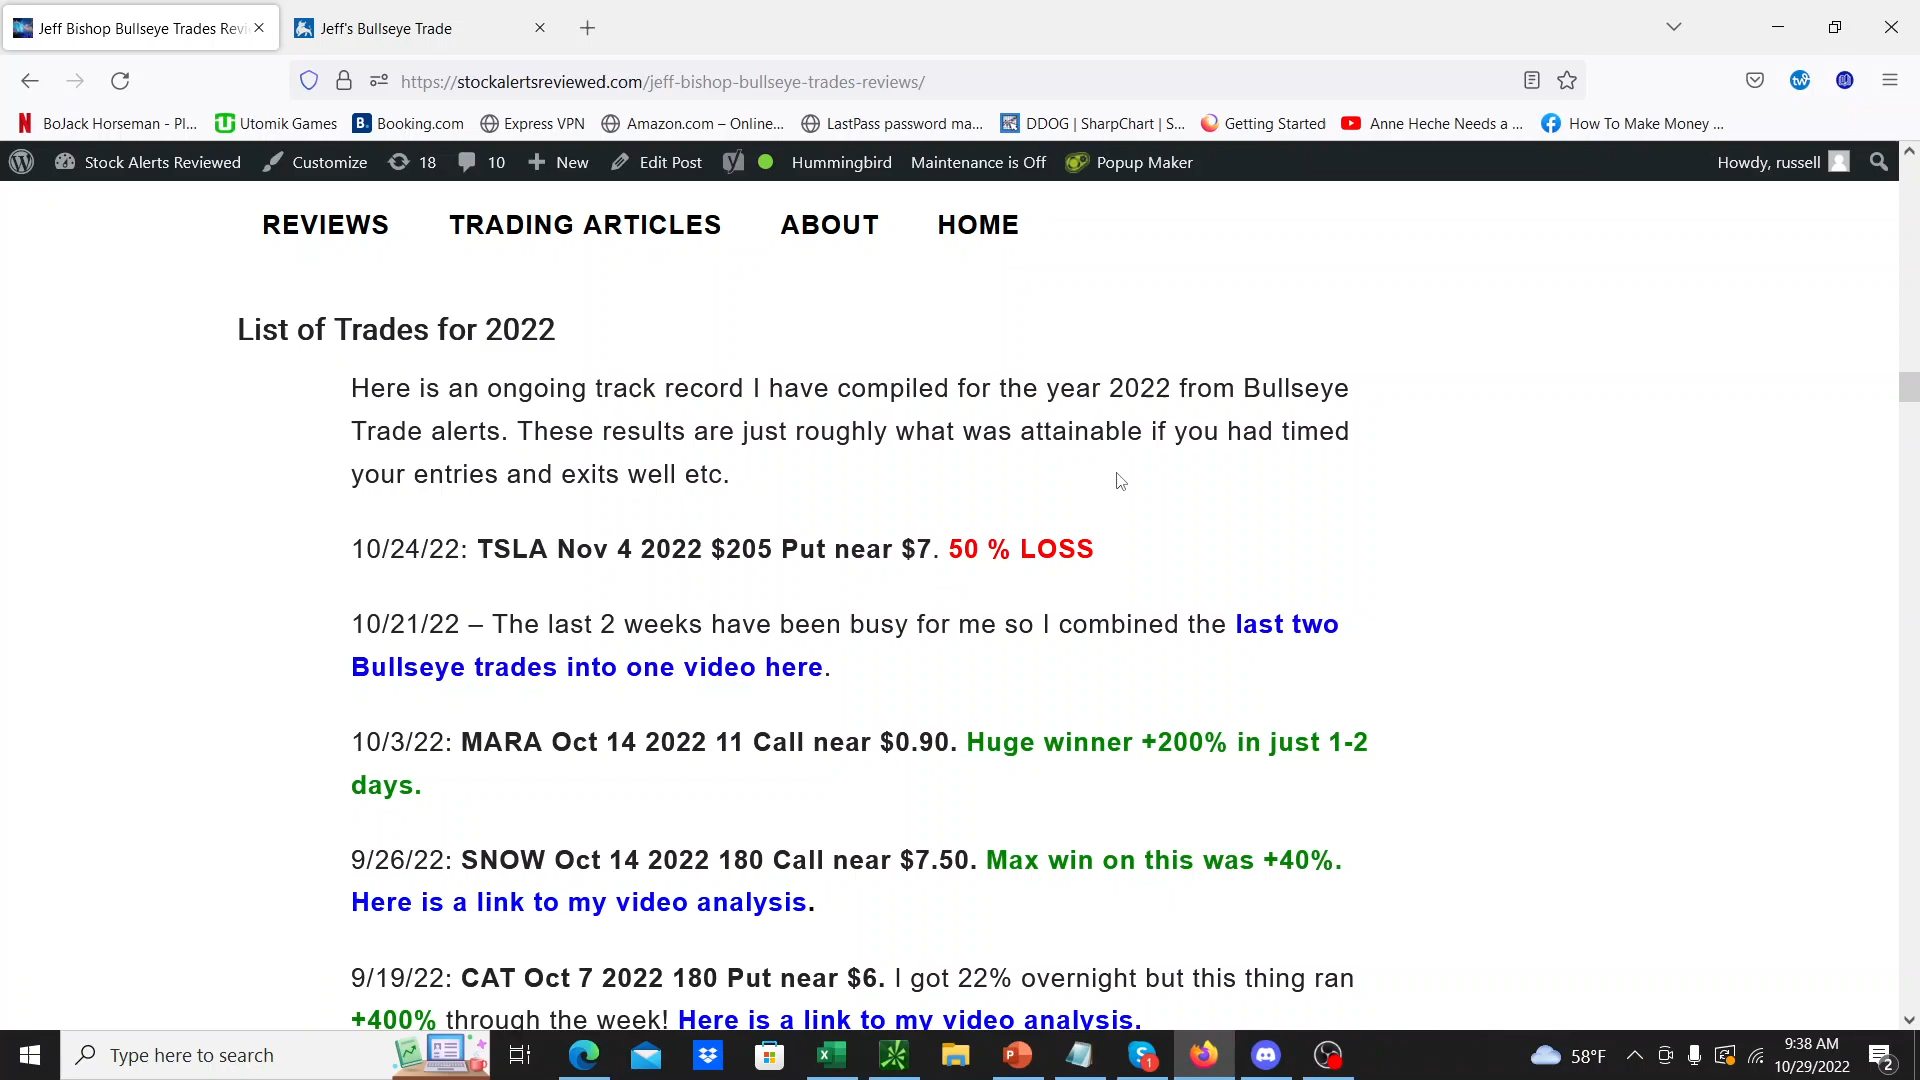 Jeff Bishop Bullseye Trades Revi
Jeff's Bullseye Trade
https://stockalertsreviewed.com/jeff-bishop-bullseye-trades-reviews/
tw
N BoJack Horseman - Pl...
Utomik Games
B. Booking.com
Express VPN
Amazon.com – Online...
LastPass password ma...
DDOG | SharpChart | S...
Getting Started
Anne Heche Needs a ...
How To Make Money ...
Stock Alerts Reviewed
Customize
18
10
New
Edit Post
Hummingbird
Maintenance is Off
Popup Maker
Howdy, russell
REVIEWS
TRADING ARTICLES
ABOUT
HOME
List of Trades for 2022
Here is an ongoing track record I have compiled for the year 2022 from Bullseye
Trade alerts. These results are just roughly what was attainable if you had timed
your entries and exits well etc.
10/24/22: TSLA Nov 4 2022 $205 Put near $7. 50 % LOSS
10/21/22 – The last 2 weeks have been busy for me so I combined the last two
Bullseye trades into one video here.
10/3/22: MARA Oct 14 2022 11 Call near $0.90. Huge winner +200% in just 1-2
days.
9/26/22: SNOW Oct 14 2022 180 Call near $7.50. Max win on this was +40%.
Here is a link to my video analysis.
9/19/22: CAT Oct 7 2022 180 Put near $6. I got 22% overnight but this thing ran
+400% through the week! Here is a link to my video analysis.
Type here to search
58°F
9:38 AM
10/29/2022
2